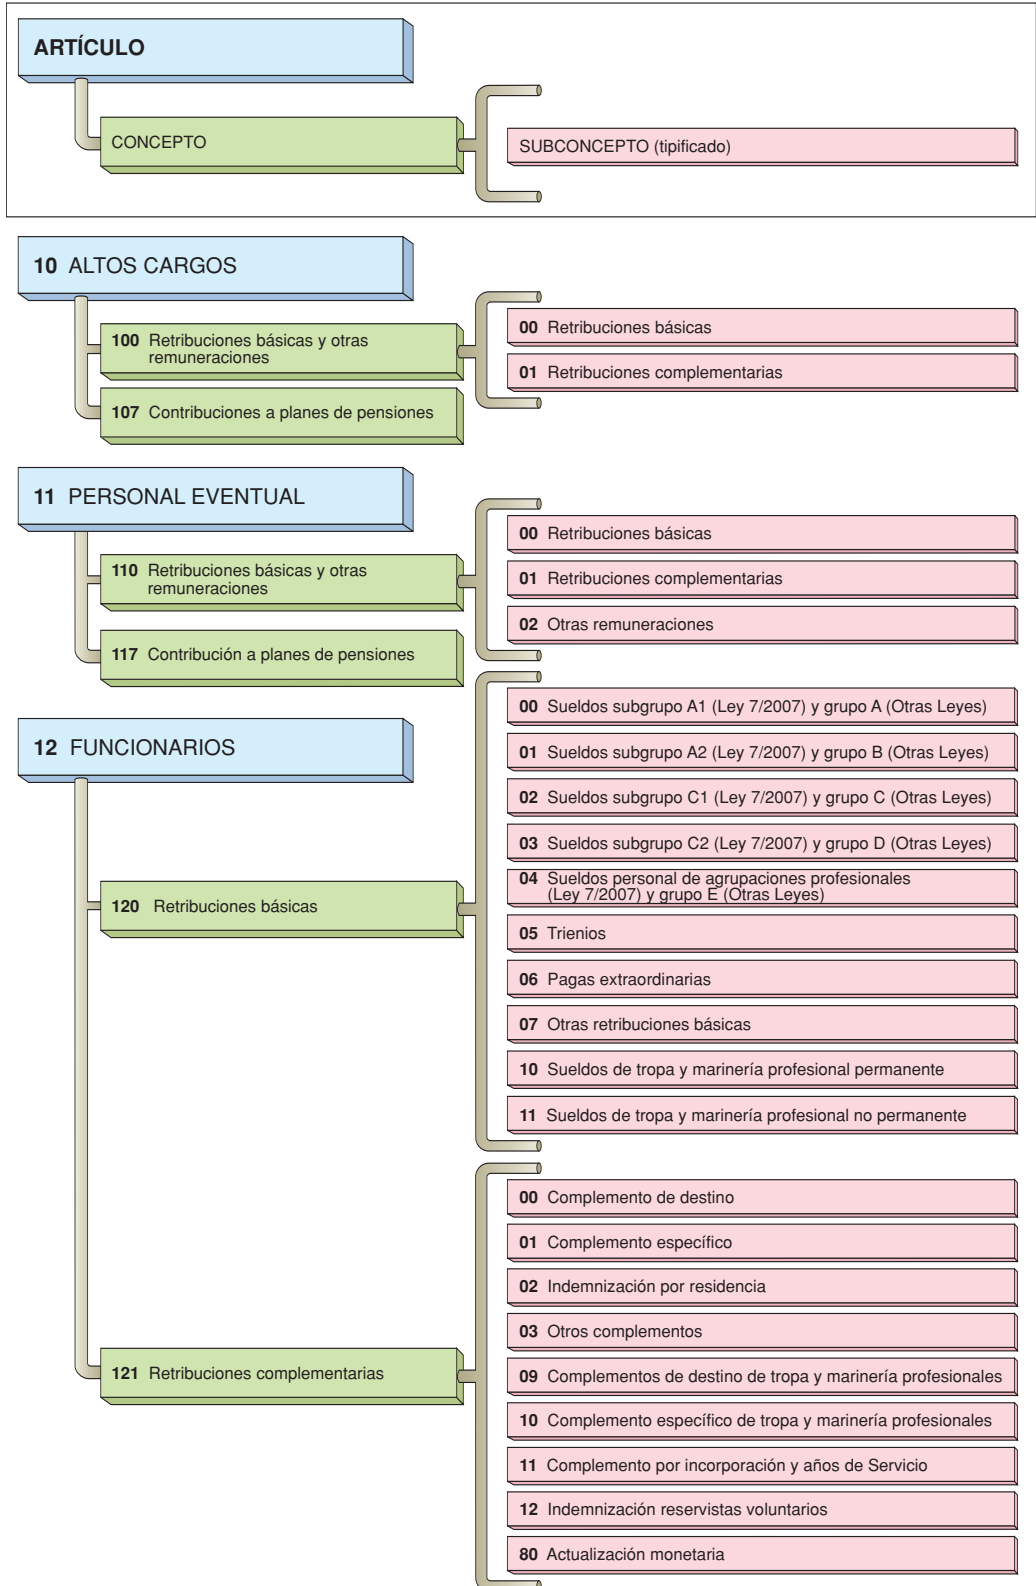 ARTÍCULO
CONCEPTO
SUBCONCEPTO (tipificado)
10 ALTOS CARGOS
100 Retribuciones básicas y otras
remuneraciones
00 Retribuciones básicas
01 Retribuciones complementarias
107 Contribuciones a planes de pensiones
11 PERSONAL EVENTUAL
110 Retribuciones básicas y otras
remuneraciones
00 Retribuciones básicas
01 Retribuciones complementarias
02 Otras remuneraciones
117 Contribución a planes de pensiones
12 FUNCIONARIOS
120 Retribuciones básicas
00 Sueldos subgrupo A1 (Ley 7/2007) y grupo A (Otras Leyes)
01 Sueldos subgrupo A2 (Ley 7/2007) y grupo B (Otras Leyes)
02 Sueldos subgrupo C1 (Ley 7/2007) y grupo C (Otras Leyes)
03 Sueldos subgrupo C2 (Ley 7/2007) y grupo D (Otras Leyes)
04 Sueldos personal de agrupaciones profesionales
(Ley 7/2007) y grupo E (Otras Leyes)
05 Trienios
06 Pagas extraordinarias
07 Otras retribuciones básicas
10 Sueldos de tropa y marinería profesional permanente
11 Sueldos de tropa y marinería profesional no permanente
121 Retribuciones complementarias
00 Complemento de destino
01 Complemento específico
02 Indemnización por residencia
03 Otros complementos
09 Complementos de destino de tropa y marinería profesionales
10 Complemento específico de tropa y marinería profesionales
11 Complemento por incorporación y años de Servicio
12 Indemnización reservistas voluntarios
80 Actualización monetaria